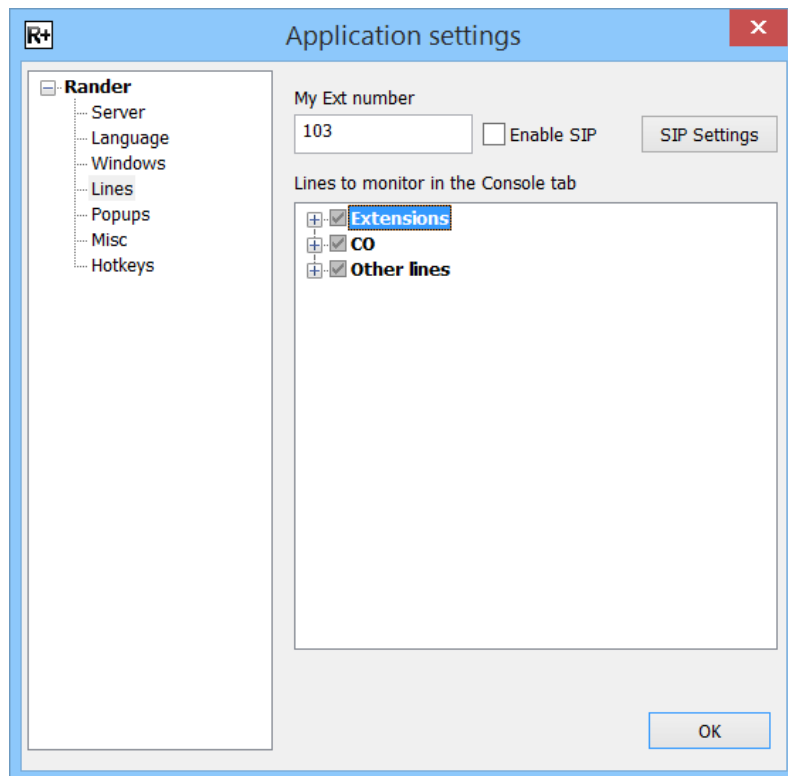 R+ Application settings
Rander
Server
Language
Windows
Lines
Popups
Misc
Hotkeys
My Ext number
103 Enable SIP SIP Settings
Lines to monitor in the Console tab
Extensions
CO
Other lines
OK